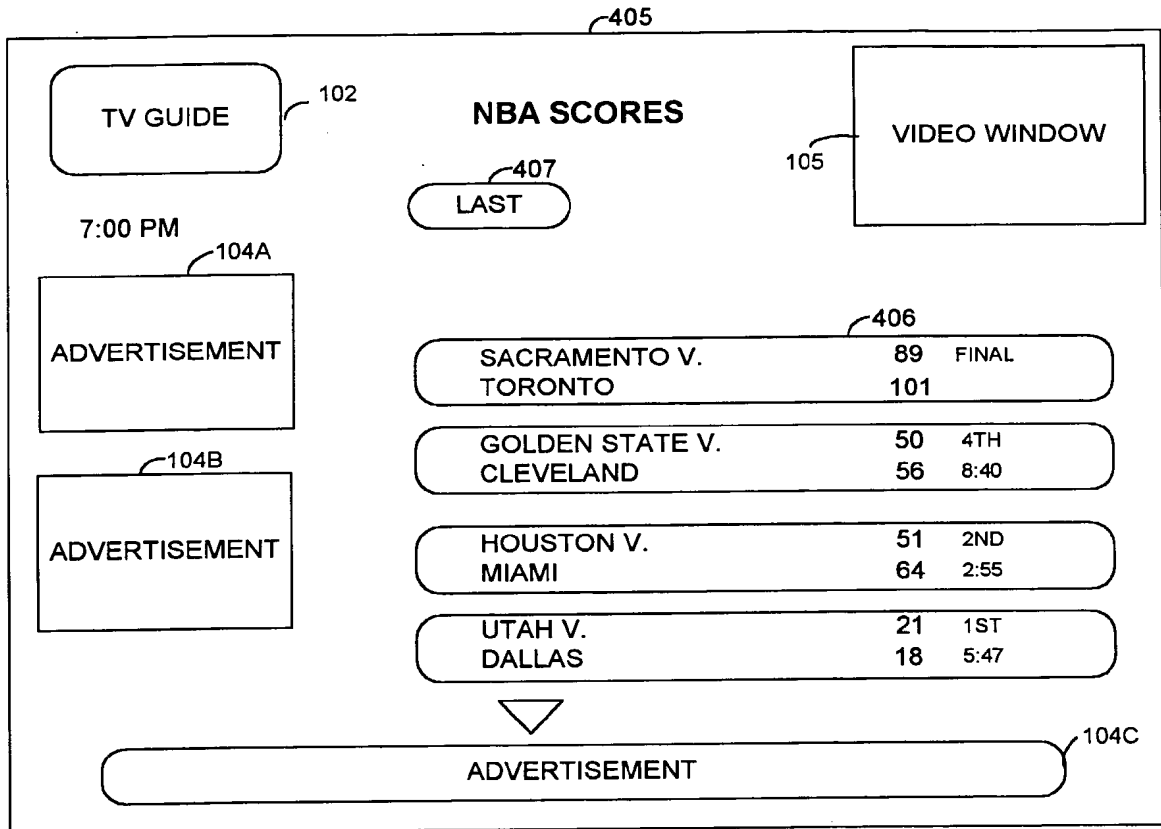 405
TV GUIDE
102
NBA SCORES
105
VIDEO WINDOW
407
LAST
7:00 PM
104A
ADVERTISEMENT
406
SACRAMENTO V. 89 FINAL
TORONTO 101
GOLDEN STATE V. 50 4TH
CLEVELAND 56 8:40
104B
ADVERTISEMENT
HOUSTON V. 51 2ND
MIAMI 64 2:55
UTAH V. 21 1ST
DALLAS 18 5:47
104C
ADVERTISEMENT